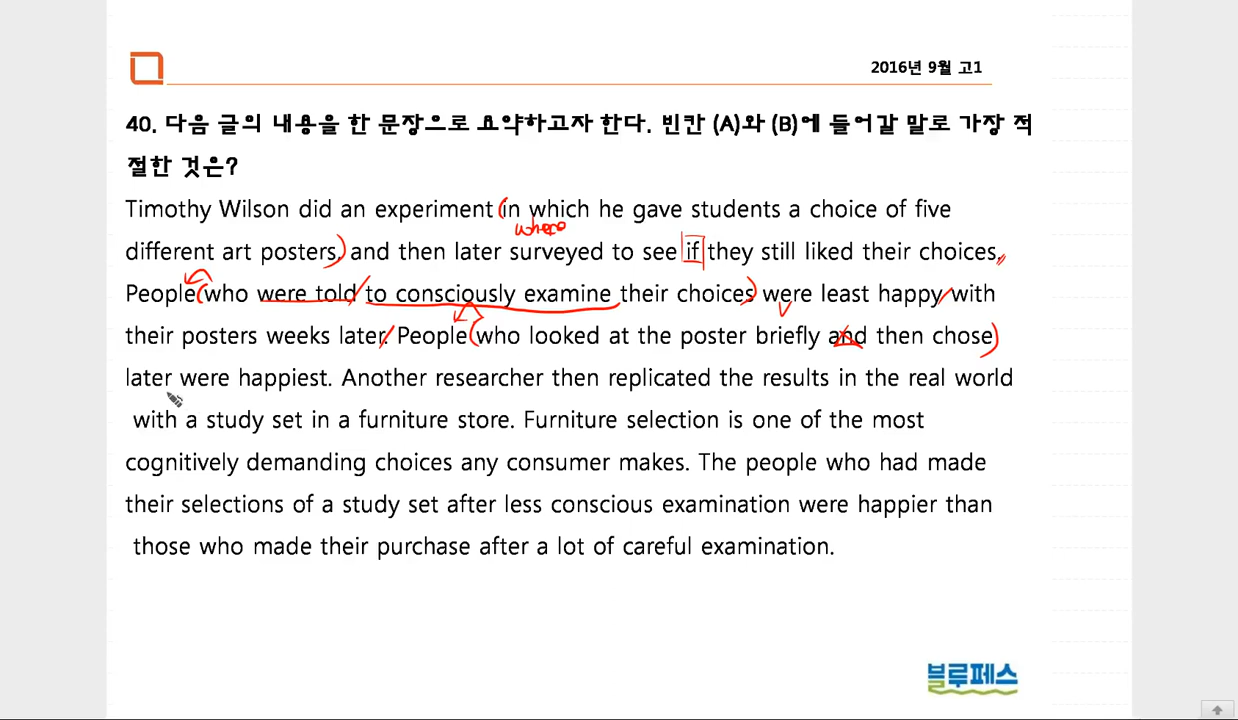 2016년 9월 고1
40. 다음 글의 내용을 한 문장으로 요약하고자 한다. 빈칸 (A)와 (B)에 들어갈 말로 가장 적
절한 것은?
Timothy Wilson did an experiment in which he gave students a choice of five
where
different art posters, and then later surveyed to see if they still liked their choices.
People who were told to consciously examine their choices were least happy with
their posters weeks later. People who looked at the poster briefly and then chose
later were happiest. Another researcher then replicated the results in the real world
with a study set in a furniture store. Furniture selection is one of the most
cognitively demanding choices any consumer makes. The people who had made
their selections of a study set after less conscious examination were happier than
those who made their purchase after a lot of careful examination.
블루페스